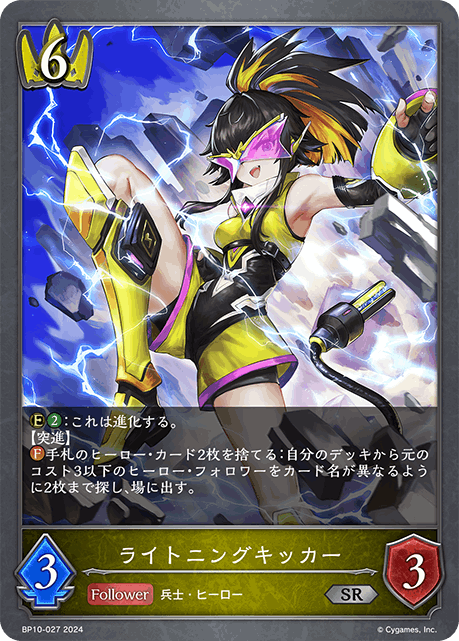 6
E 2:これは進化する。
【突進】
F 手札のヒーロー・カード2枚を捨てる:自分のデッキから元の
コスト3以下のヒーロー・フォロワーをカード名が異なるよう
に2枚まで探し、場に出す。
ライトニングキッカー
3 Follower 兵士・ヒーロー SR 3
BP10-027 2024 © Cygames, Inc.